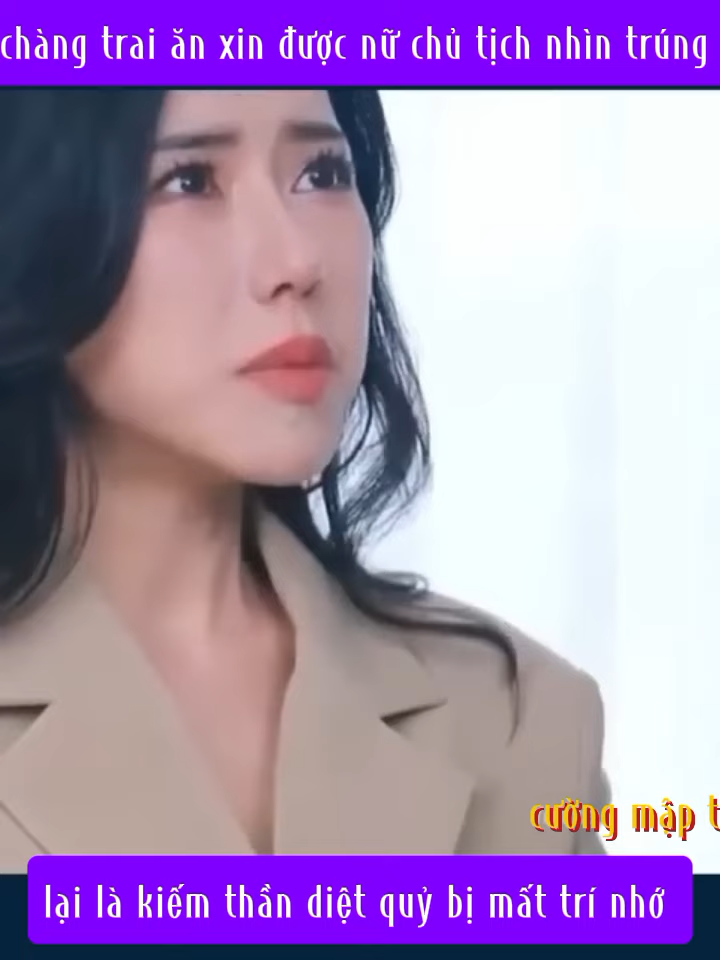 chàng trai ăn xin được nữ chủ tịch nhìn trúng
cường mập
lại là kiếm thần diệt quỷ bị mất trí nhớ